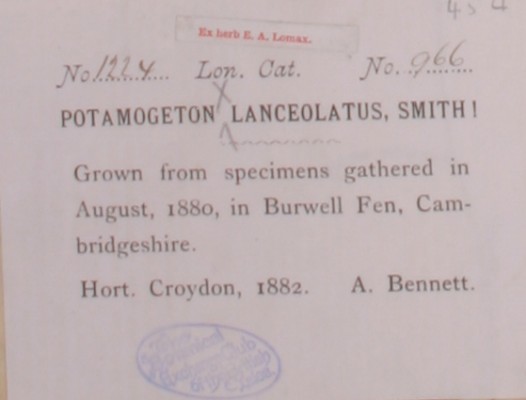 Ex herb E. A. Lomax.
No. 1224. Lon. Cat. No. 966
POTAMOGETON × LANCEOLATUS, SMITH!
Grown from specimens gathered in
August, 1880, in Burwell Fen, Cam-
bridgeshire.
Hort. Croydon, 1882. A. Bennett.
Botanical